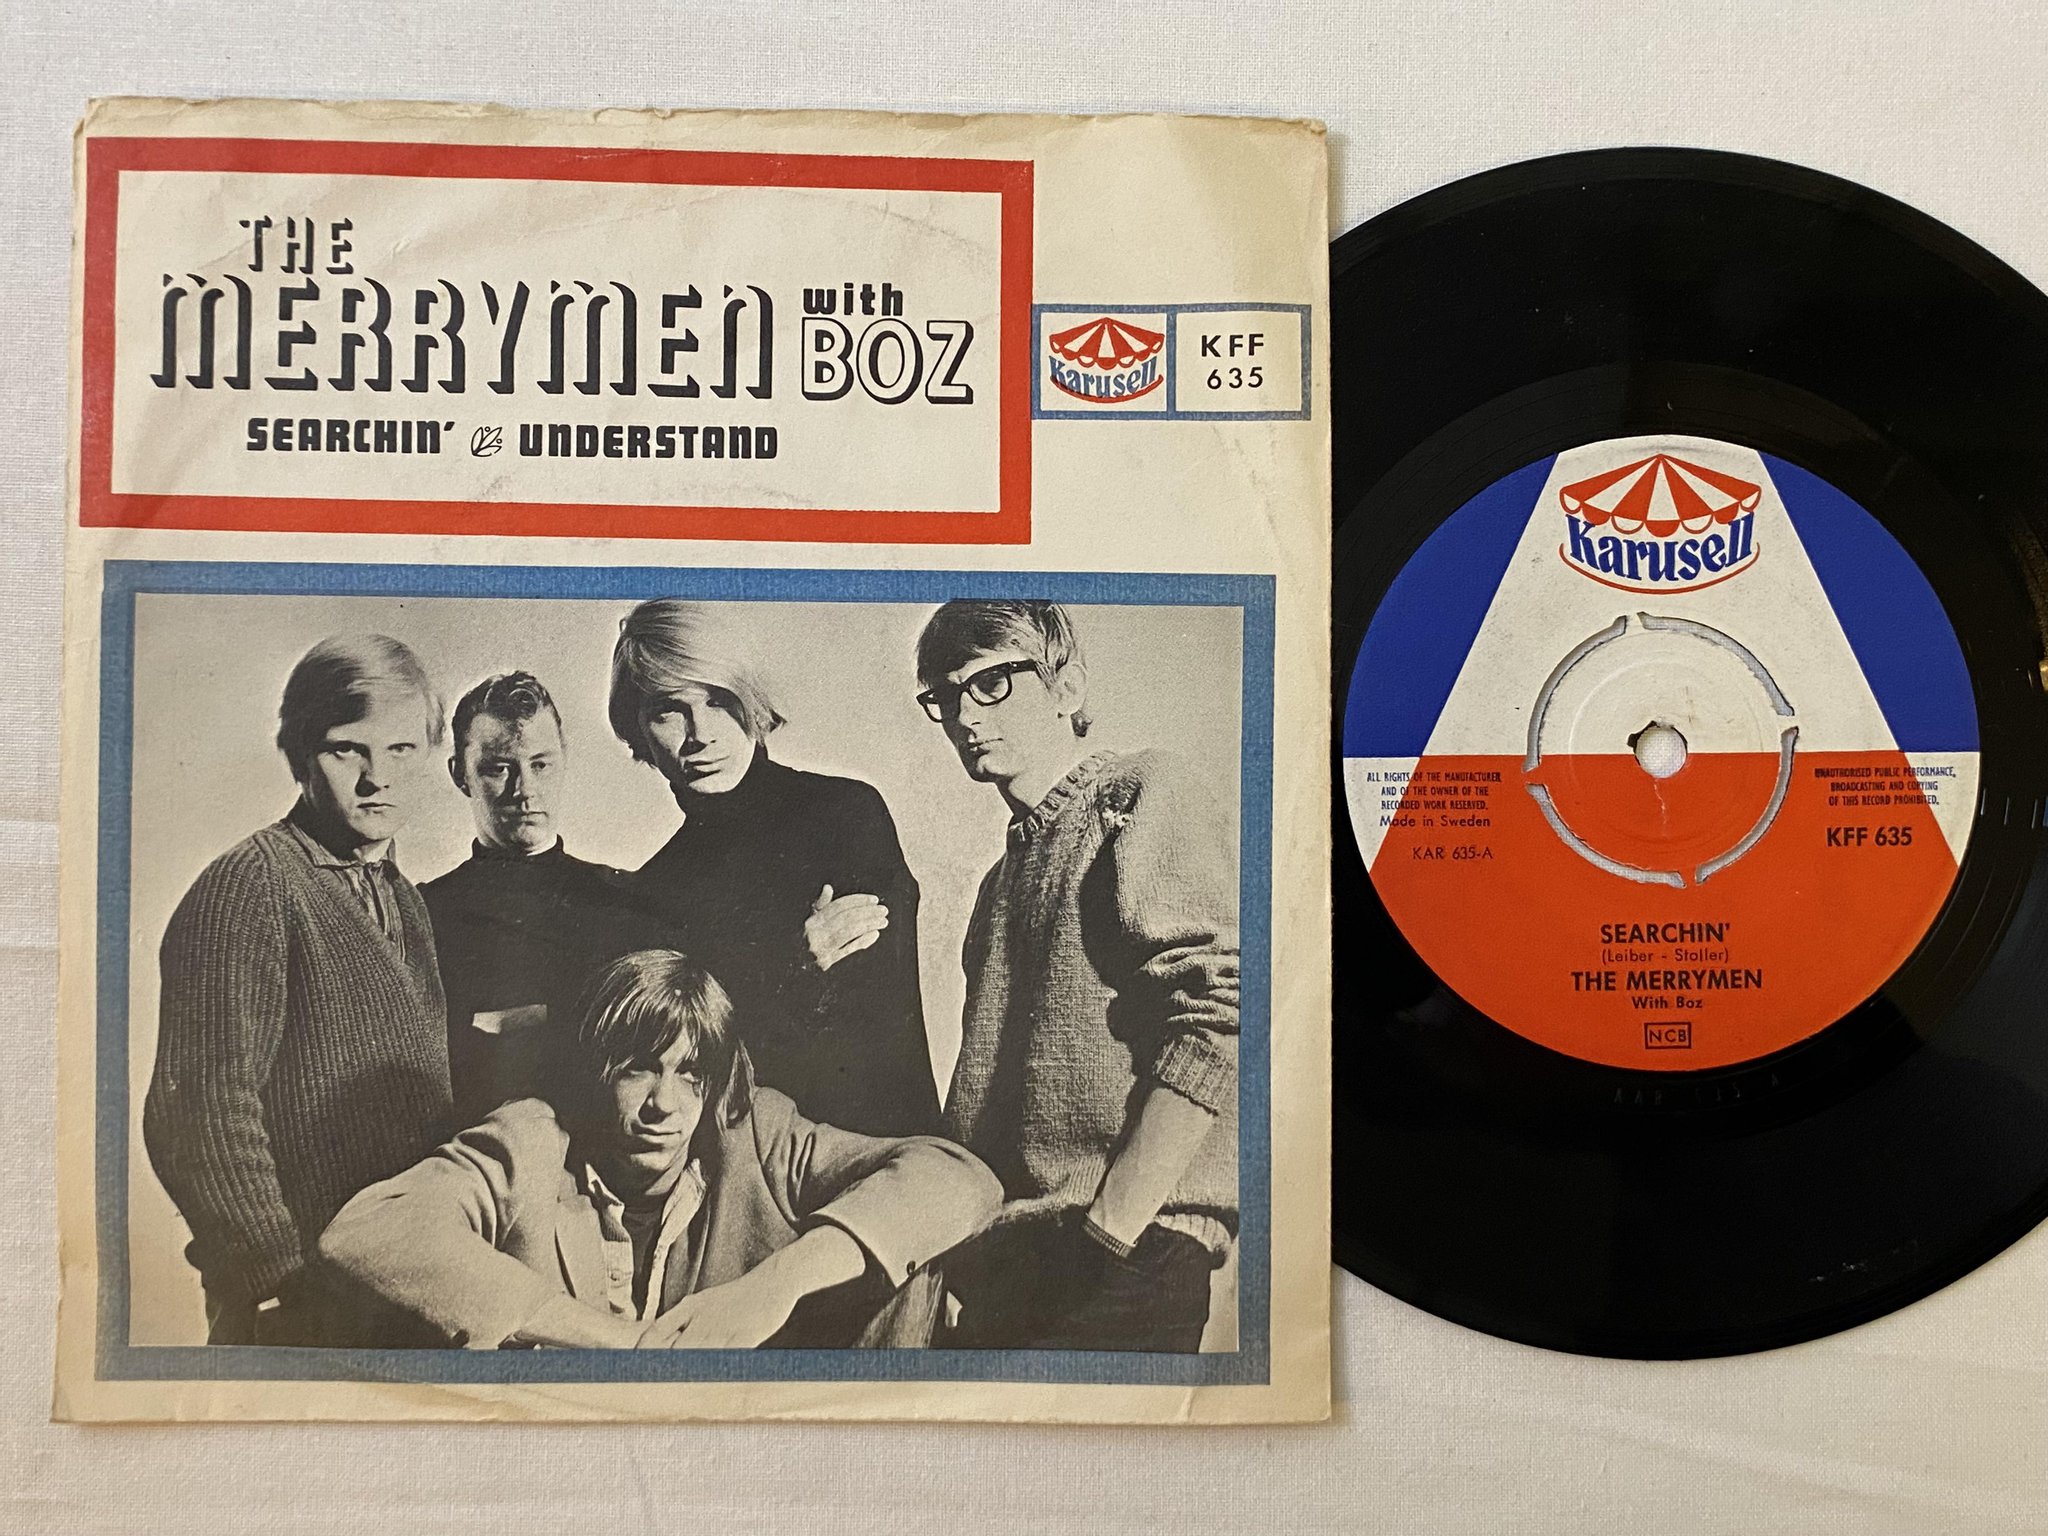 THE
MERRYMEN with BOZ
SEARCHIN' & UNDERSTAND
Karusell
KFF
635
Karusell
ALL RIGHTS OF THE MANUFACTURER
AND OF THE OWNER OF THE
RECORDED WORK RESERVED.
Made in Sweden
KAR 635-A
UNAUTHORISED PUBLIC PERFORMANCE,
BROADCASTING AND COPYING
OF THIS RECORD PROHIBITED.
KFF 635
SEARCHIN'
(Leiber - Stoller)
THE MERRYMEN
With Boz
NCB
KAR 635 A